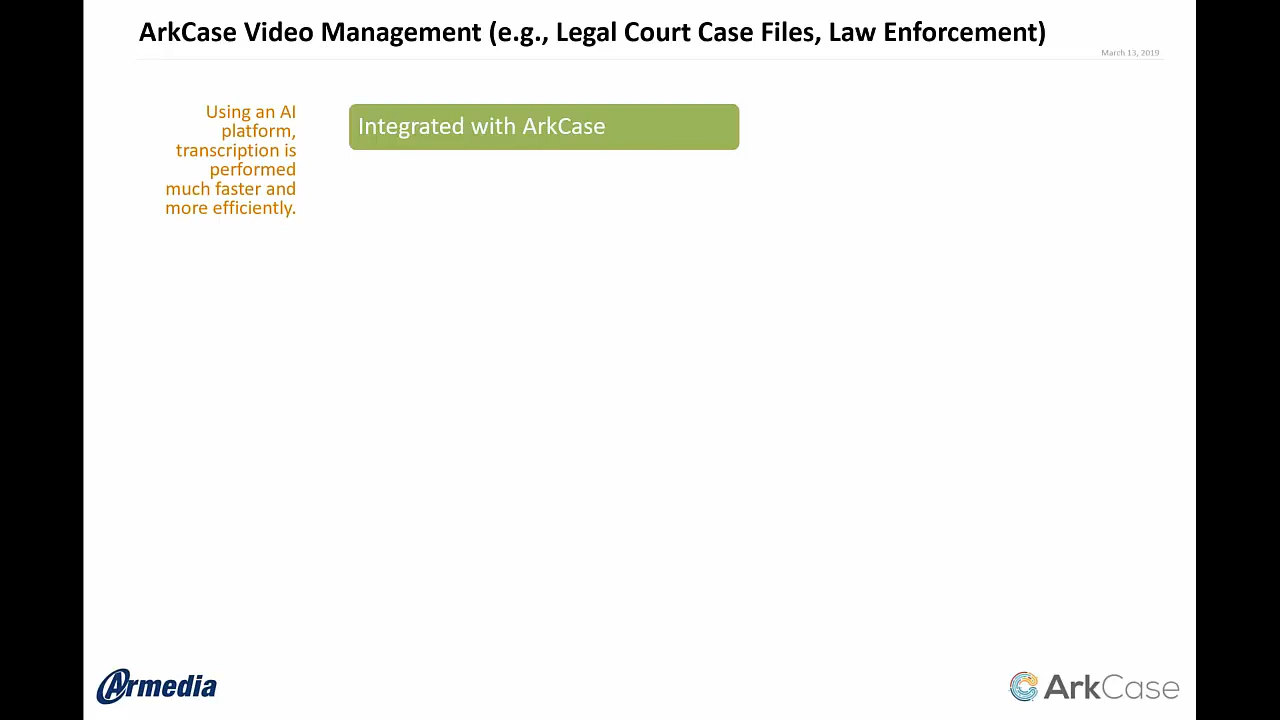 ArkCase Video Management (e.g., Legal Court Case Files, Law Enforcement)
March 13, 2019
Using an AI
platform,
transcription is
performed
much faster and
more efficiently.
Integrated with ArkCase
Armedia
ArkCase